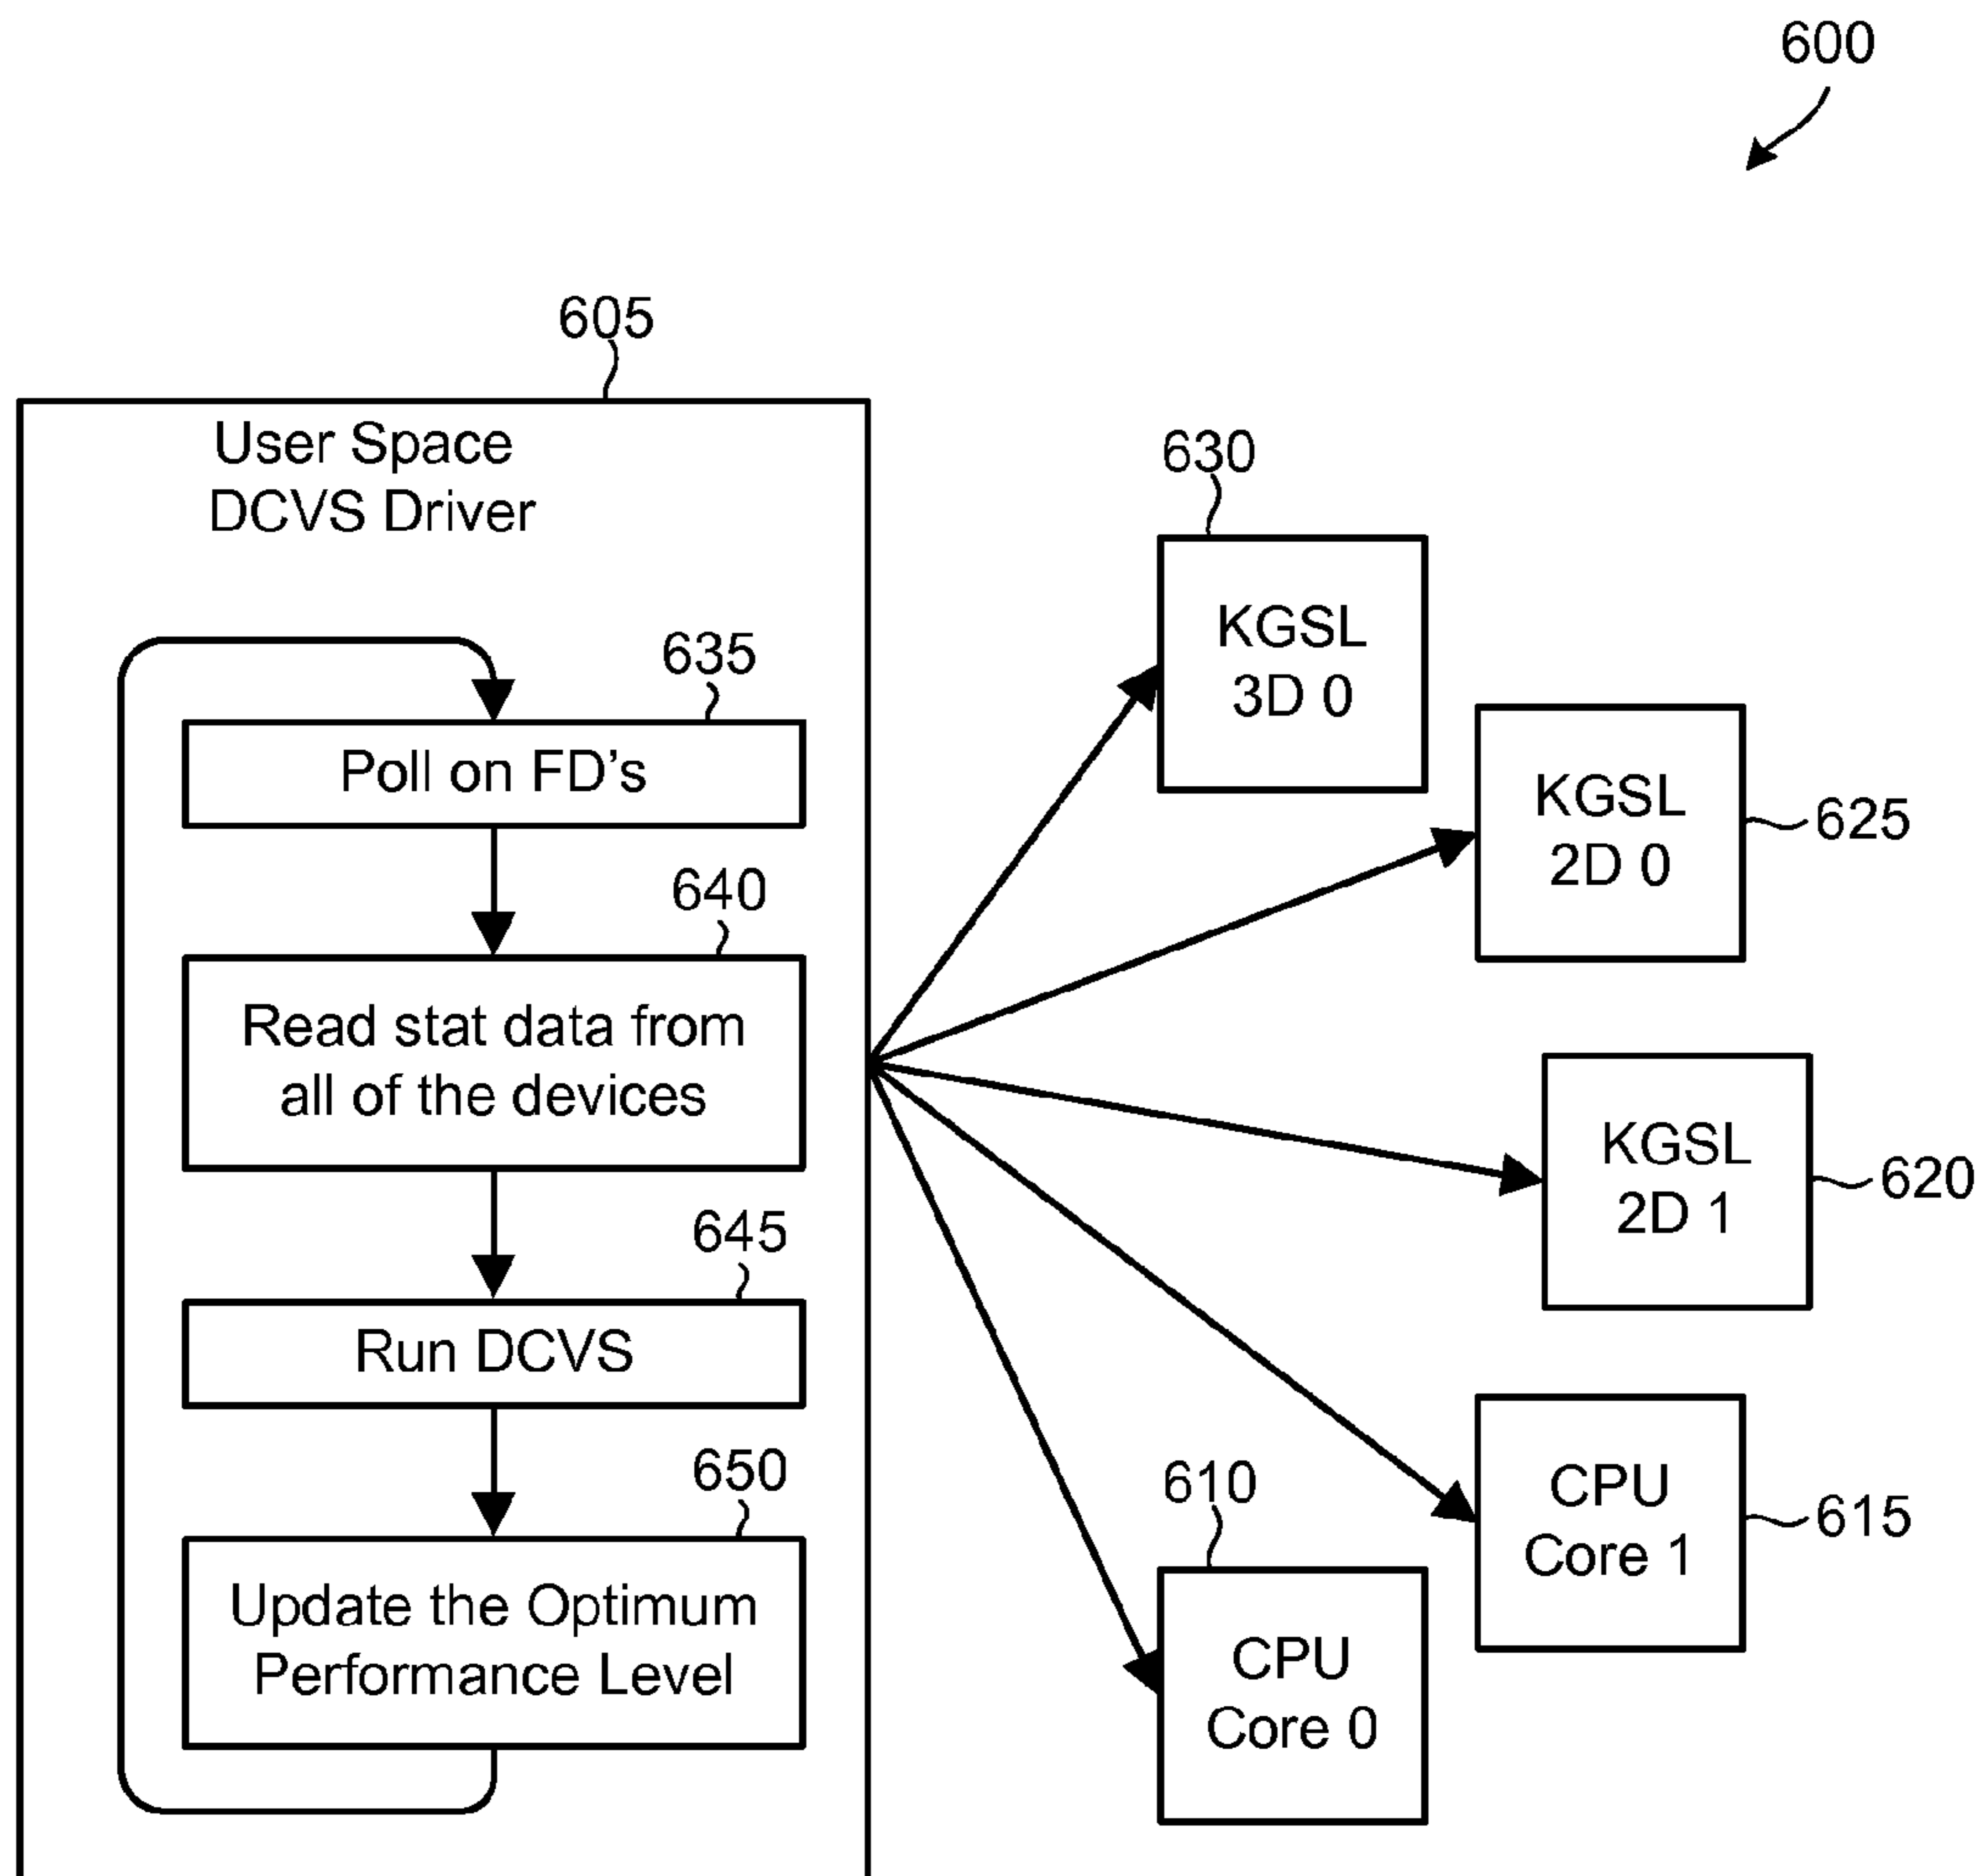 600
605
User Space
DCVS Driver
635
Poll on FD's
640
Read stat data from
all of the devices
645
Run DCVS
650
Update the Optimum
Performance Level
630
KGSL
3D 0
KGSL
2D 0
625
KGSL
2D 1
620
CPU
Core 1
615
610
CPU
Core 0